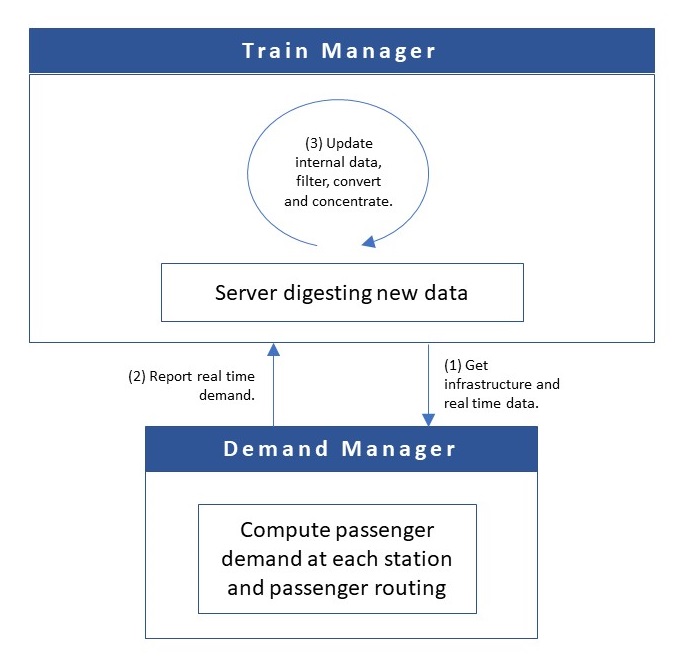 Train Manager
(3) Update
internal data,
filter, convert
and concentrate.
Server digesting new data
(2) Report real time
demand.
(1) Get
infrastructure and
real time data.
Demand Manager
Compute passenger
demand at each station
and passenger routing